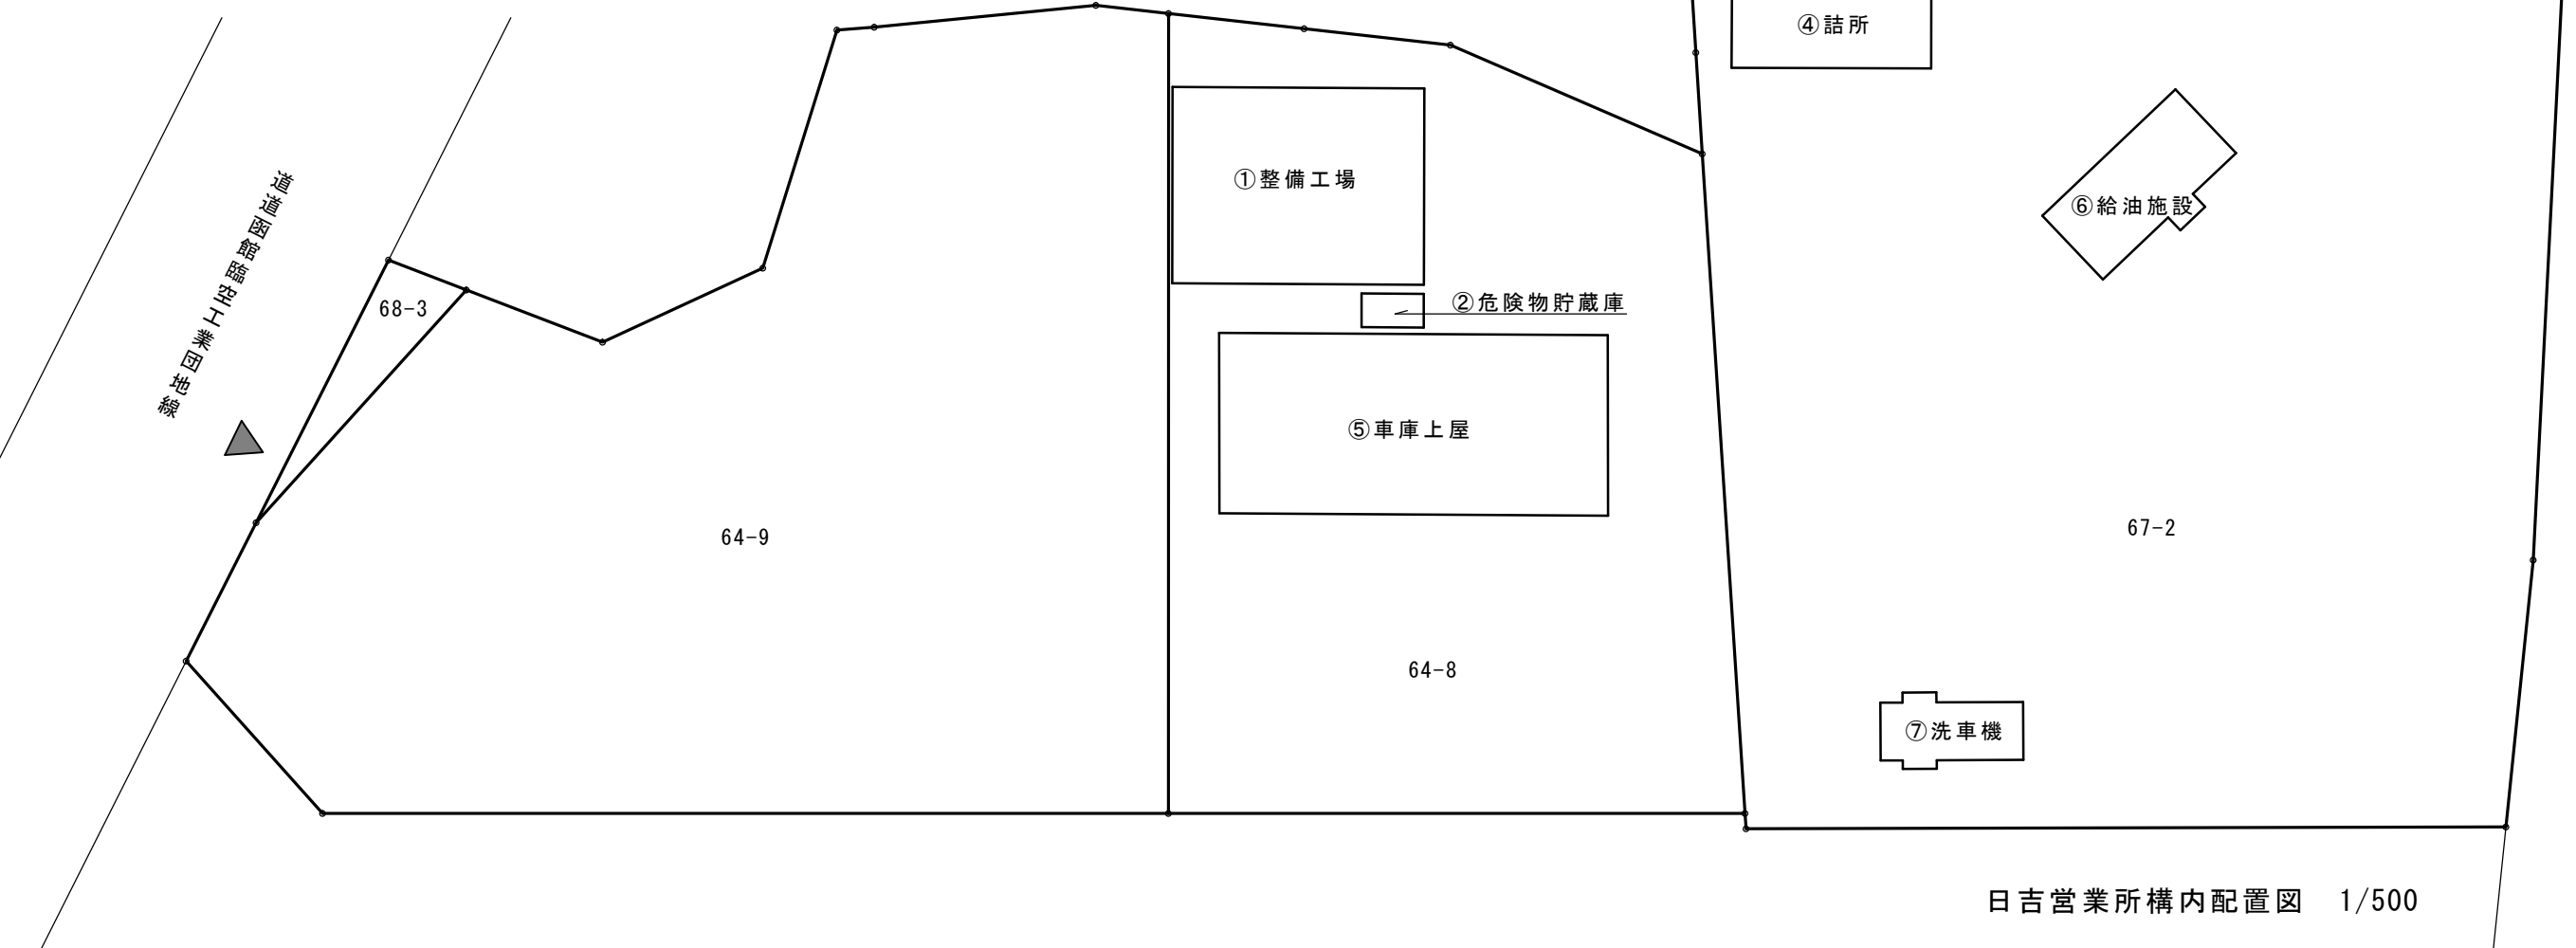 ④詰所
①整備工場
⑥給油施設
道道函館臨空工業団地線
68-3
②危険物貯蔵庫
⑤車庫上屋
64-9
67-2
64-8
⑦洗車機
日吉営業所構内配置図 1/500